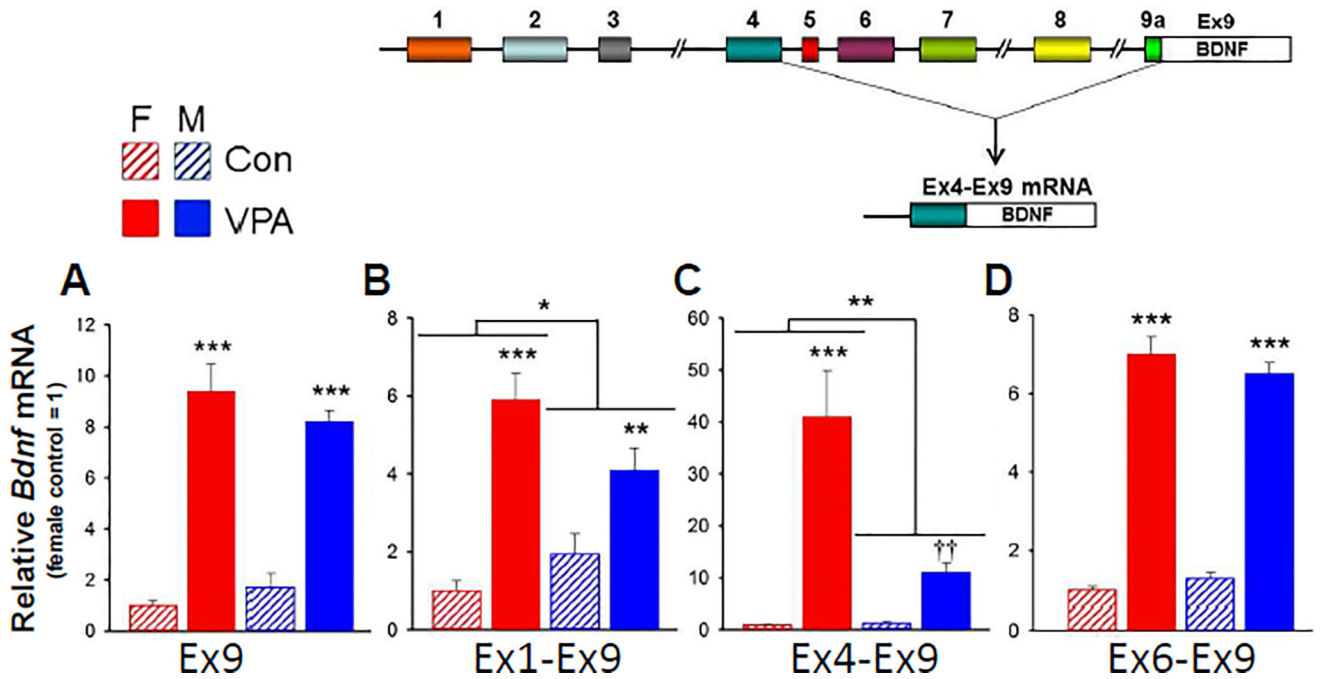 1 2 3 4 5 6 7 8 9a Ex9
BDNF
F M
Con
VPA
Ex4-Ex9 mRNA
BDNF
Relative Bdnf mRNA
(female control = 1)
A
12
10
8
6
4
2
0
***
***
Ex9
B
8
6
4
2
0
*
***
**
Ex1-Ex9
C
60
50
40
30
20
10
0
**
***
††
Ex4-Ex9
D
8
6
4
2
0
***
***
Ex6-Ex9